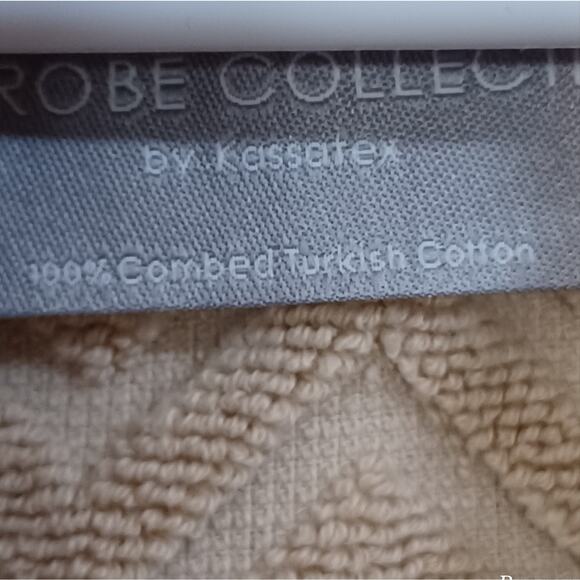 ROBE COLLECTI
by Kassatex
100% Combed Turkish Cotton